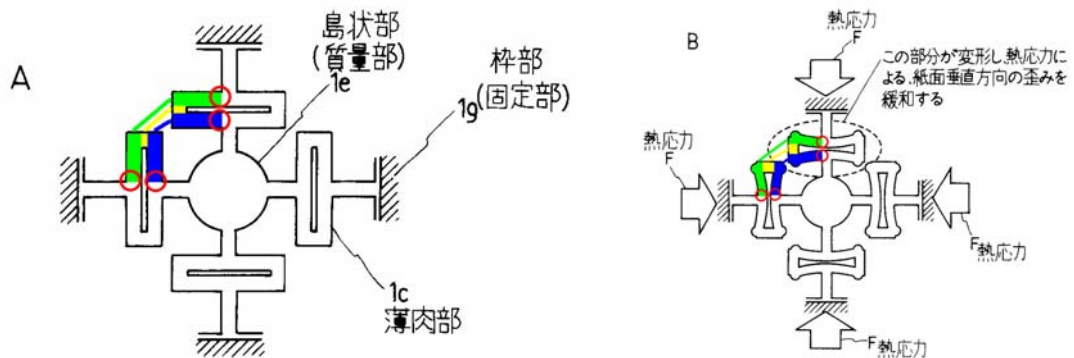 A
島状部
(質量部)
1e
枠部
1g(固定部)
1c
薄肉部
B
熱応力
F
この部分が変形し、熱応力に
よる、紙面垂直方向の歪みを
緩和する
熱応力
F
F熱応力
F熱応力